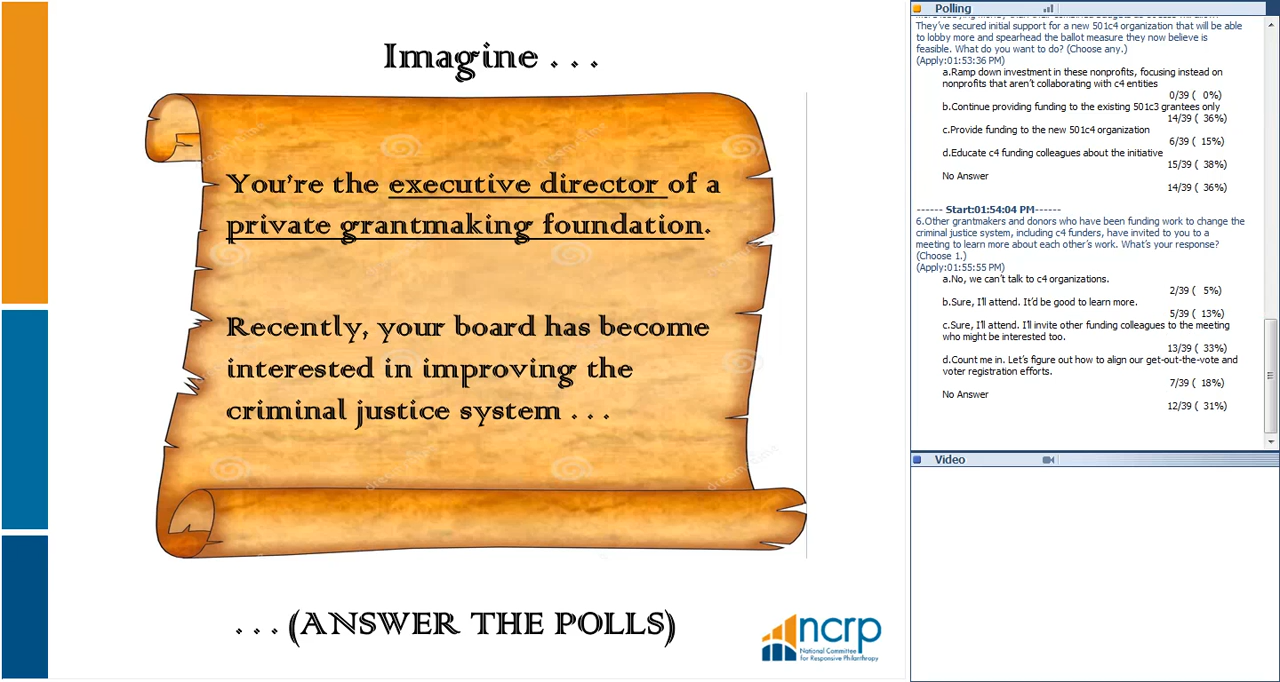 Imagine . . .
You're the executive director of a
private grantmaking foundation.
Recently, your board has become
interested in improving the
criminal justice system . . .
. . . (ANSWER THE POLLS)
ncrp
National Committee
for Responsive Philanthropy
Polling
They've secured initial support for a new 501c4 organization that will be able
to lobby more and spearhead the ballot measure they now believe is
feasible. What do you want to do? (Choose any.)
(Apply:01:53:36 PM)
a.Ramp down investment in these nonprofits, focusing instead on
nonprofits that aren't collaborating with c4 entities
0/39 ( 0%)
b.Continue providing funding to the existing 501c3 grantees only
14/39 ( 36%)
c.Provide funding to the new 501c4 organization
6/39 ( 15%)
d.Educate c4 funding colleagues about the initiative
15/39 ( 38%)
No Answer
14/39 ( 36%)
------ Start:01:54:04 PM------
6.Other grantmakers and donors who have been funding work to change the
criminal justice system, including c4 funders, have invited to you to a
meeting to learn more about each other's work. What's your response?
(Choose 1.)
(Apply:01:55:55 PM)
a.No, we can't talk to c4 organizations.
2/39 ( 5%)
b.Sure, I'll attend. It'd be good to learn more.
5/39 ( 13%)
c.Sure, I'll attend. I'll invite other funding colleagues to the meeting
who might be interested too.
13/39 ( 33%)
d.Count me in. Let's figure out how to align our get-out-the-vote and
voter registration efforts.
7/39 ( 18%)
No Answer
12/39 ( 31%)
Video